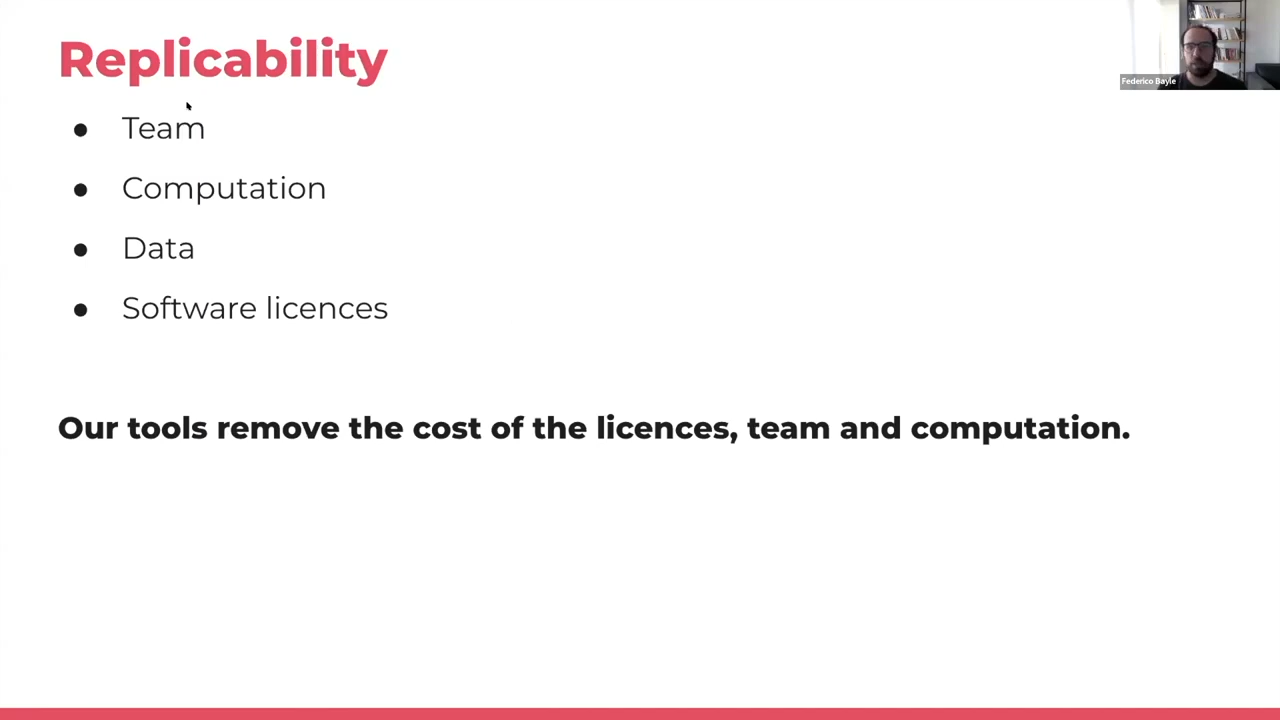 Replicability
Federico Bayle
● Team
● Computation
● Data
● Software licences
Our tools remove the cost of the licences, team and computation.